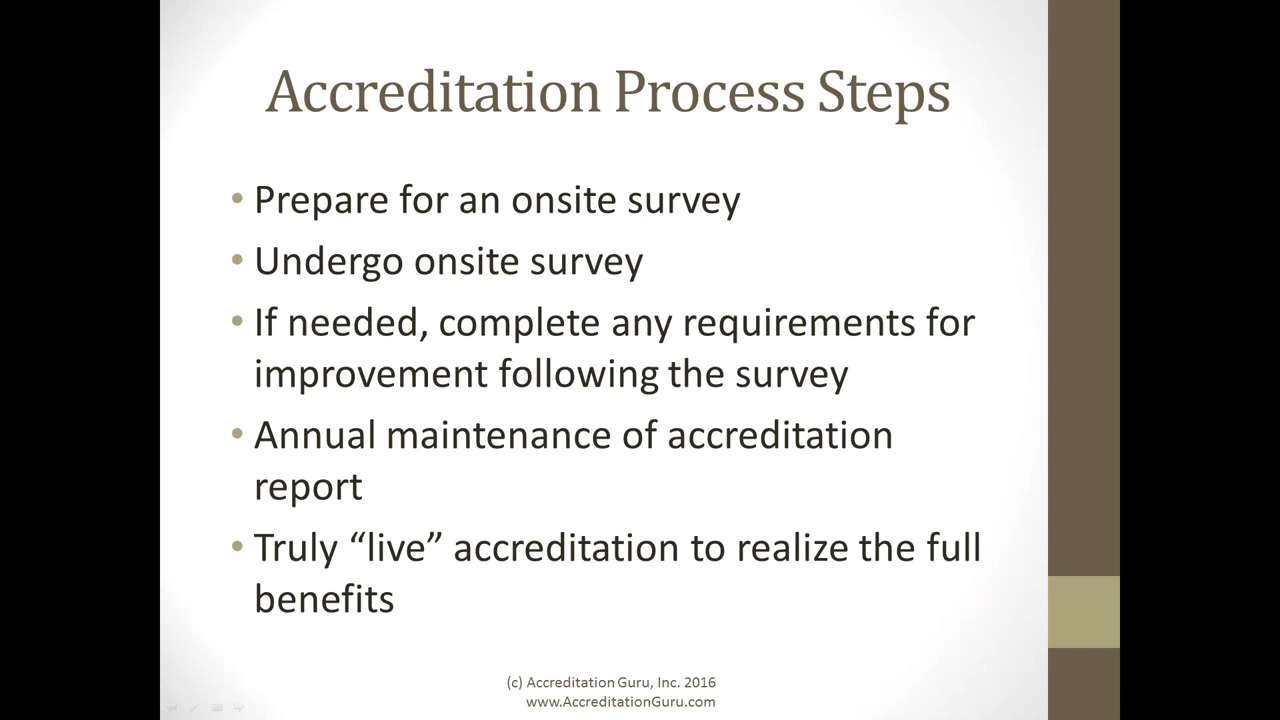 Accreditation Process Steps
• Prepare for an onsite survey
• Undergo onsite survey
• If needed, complete any requirements for
improvement following the survey
• Annual maintenance of accreditation
report
• Truly “live” accreditation to realize the full
benefits
(c) Accreditation Guru, Inc. 2016
www.AccreditationGuru.com